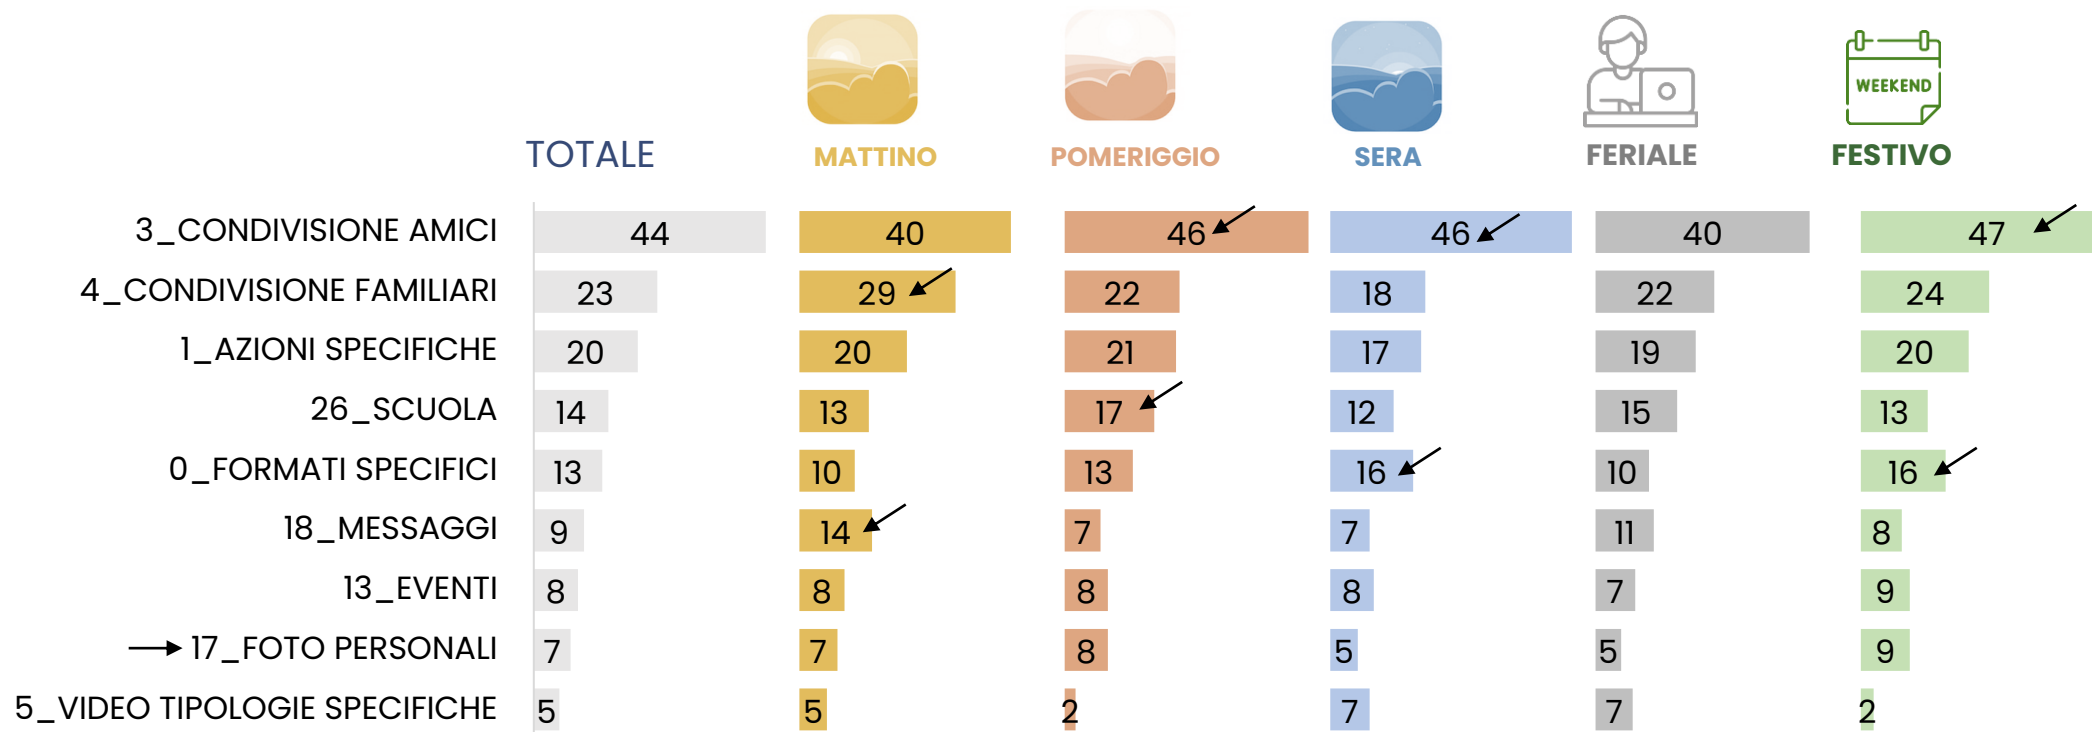 WEEKEND
TOTALE MATTINO POMERIGGIO SERA FERIALE FESTIVO
3_CONDIVISIONE AMICI 44 40 46 46 40 47
4_CONDIVISIONE FAMILIARI 23 29 22 18 22 24
1_AZIONI SPECIFICHE 20 20 21 17 19 20
26_SCUOLA 14 13 17 12 15 13
0_FORMATI SPECIFICI 13 10 13 16 10 16
18_MESSAGGI 9 14 7 7 11 8
13_EVENTI 8 8 8 8 7 9
17_FOTO PERSONALI 7 7 8 5 5 9
5_VIDEO TIPOLOGIE SPECIFICHE 5 5 2 7 7 2